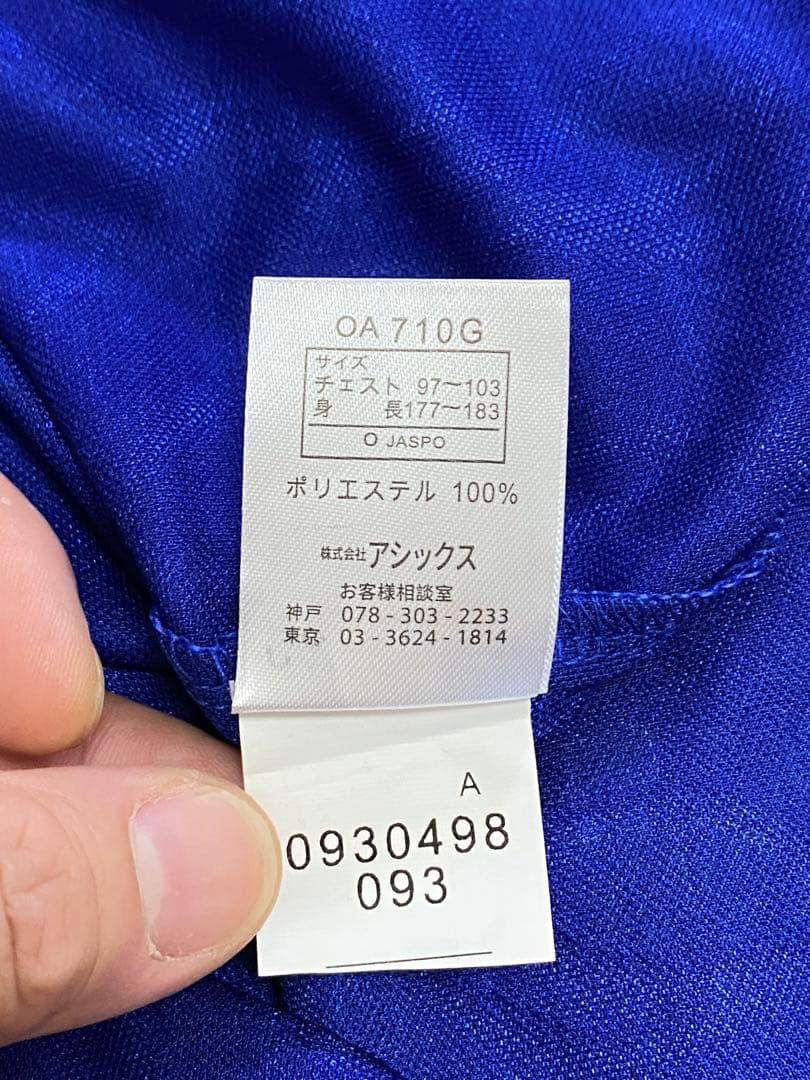 OA 710G
サイズ
チェスト 97〜103
身 長177〜183
O JASPO
ポリエステル 100%
株式会社アシックス
お客様相談室
神戸 078-303-2233
東京 03-3624-1814
A
0930498
093